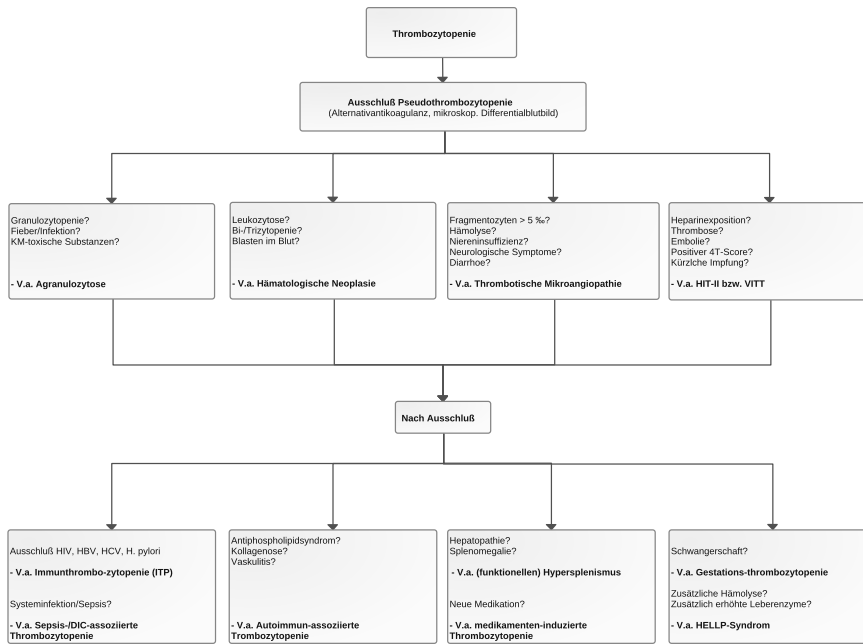 Thrombozytopenie
Ausschluß Pseudothrombozytopenie
(Alternativantikoagulanz, mikroskop. Differentialblutbild)
Granulozytopenie?
Fieber/Infektion?
KM-toxische Substanzen?
- V.a. Agranulozytose
Leukozytose?
Bi-/Trizytopenie?
Blasten im Blut?
- V.a. Hämatologische Neoplasie
Fragmentozyten > 5 ‰?
Hämolyse?
Niereninsuffizienz?
Neurologische Symptome?
Diarrhoe?
- V.a. Thrombotische Mikroangiopathie
Heparinexposition?
Thrombose?
Embolie?
Positiver 4T-Score?
Kürzlche Impfung?
- V.a. HIT-II bzw. VITT
Nach Ausschluß
Ausschluß HIV, HBV, HCV, H. pylori
- V.a. Immunthrombo-zytopenie (ITP)
Systeminfektion/Sepsis?
- V.a. Sepsis-/DIC-assoziierte
Thrombozytopenie
Antiphospholipidsyndrom?
Kollagenose?
Vaskulitis?
- V.a. Autoimmun-assoziierte
Trombozytopenie
Hepatopathie?
Splenomegalie?
- V.a. (funktionellen) Hypersplenismus
Neue Medikation?
- V.a. medikamenten-induzierte
Thrombozytopenie
Schwangerschaft?
- V.a. Gestations-thrombozytopenie
Zusätzliche Hämolyse?
Zusätzlich erhöhte Leberenzyme?
- V.a. HELLP-Syndrom